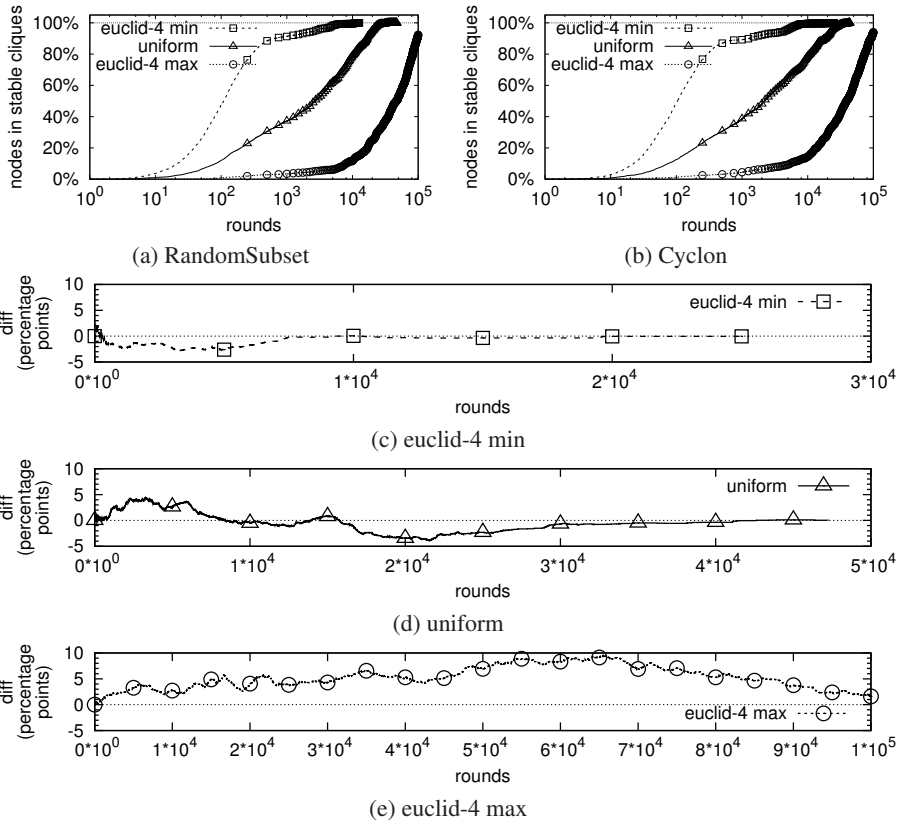 nodes in stable cliques
100%
80%
60%
40%
20%
0%
euclid-4 min
uniform
euclid-4 max
10^0 10^1 10^2 10^3 10^4 10^5
rounds
(a) RandomSubset
nodes in stable cliques
100%
80%
60%
40%
20%
0%
euclid-4 min
uniform
euclid-4 max
10^0 10^1 10^2 10^3 10^4 10^5
rounds
(b) Cyclon
diff
(percentage
points)
10
5
0
-5
euclid-4 min
0*10^0 1*10^4 2*10^4 3*10^4
rounds
(c) euclid-4 min
diff
(percentage
points)
10
5
0
-5
uniform
0*10^0 1*10^4 2*10^4 3*10^4 4*10^4 5*10^4
rounds
(d) uniform
diff
(percentage
points)
10
5
0
-5
euclid-4 max
0*10^0 1*10^4 2*10^4 3*10^4 4*10^4 5*10^4 6*10^4 7*10^4 8*10^4 9*10^4 1*10^5
rounds
(e) euclid-4 max